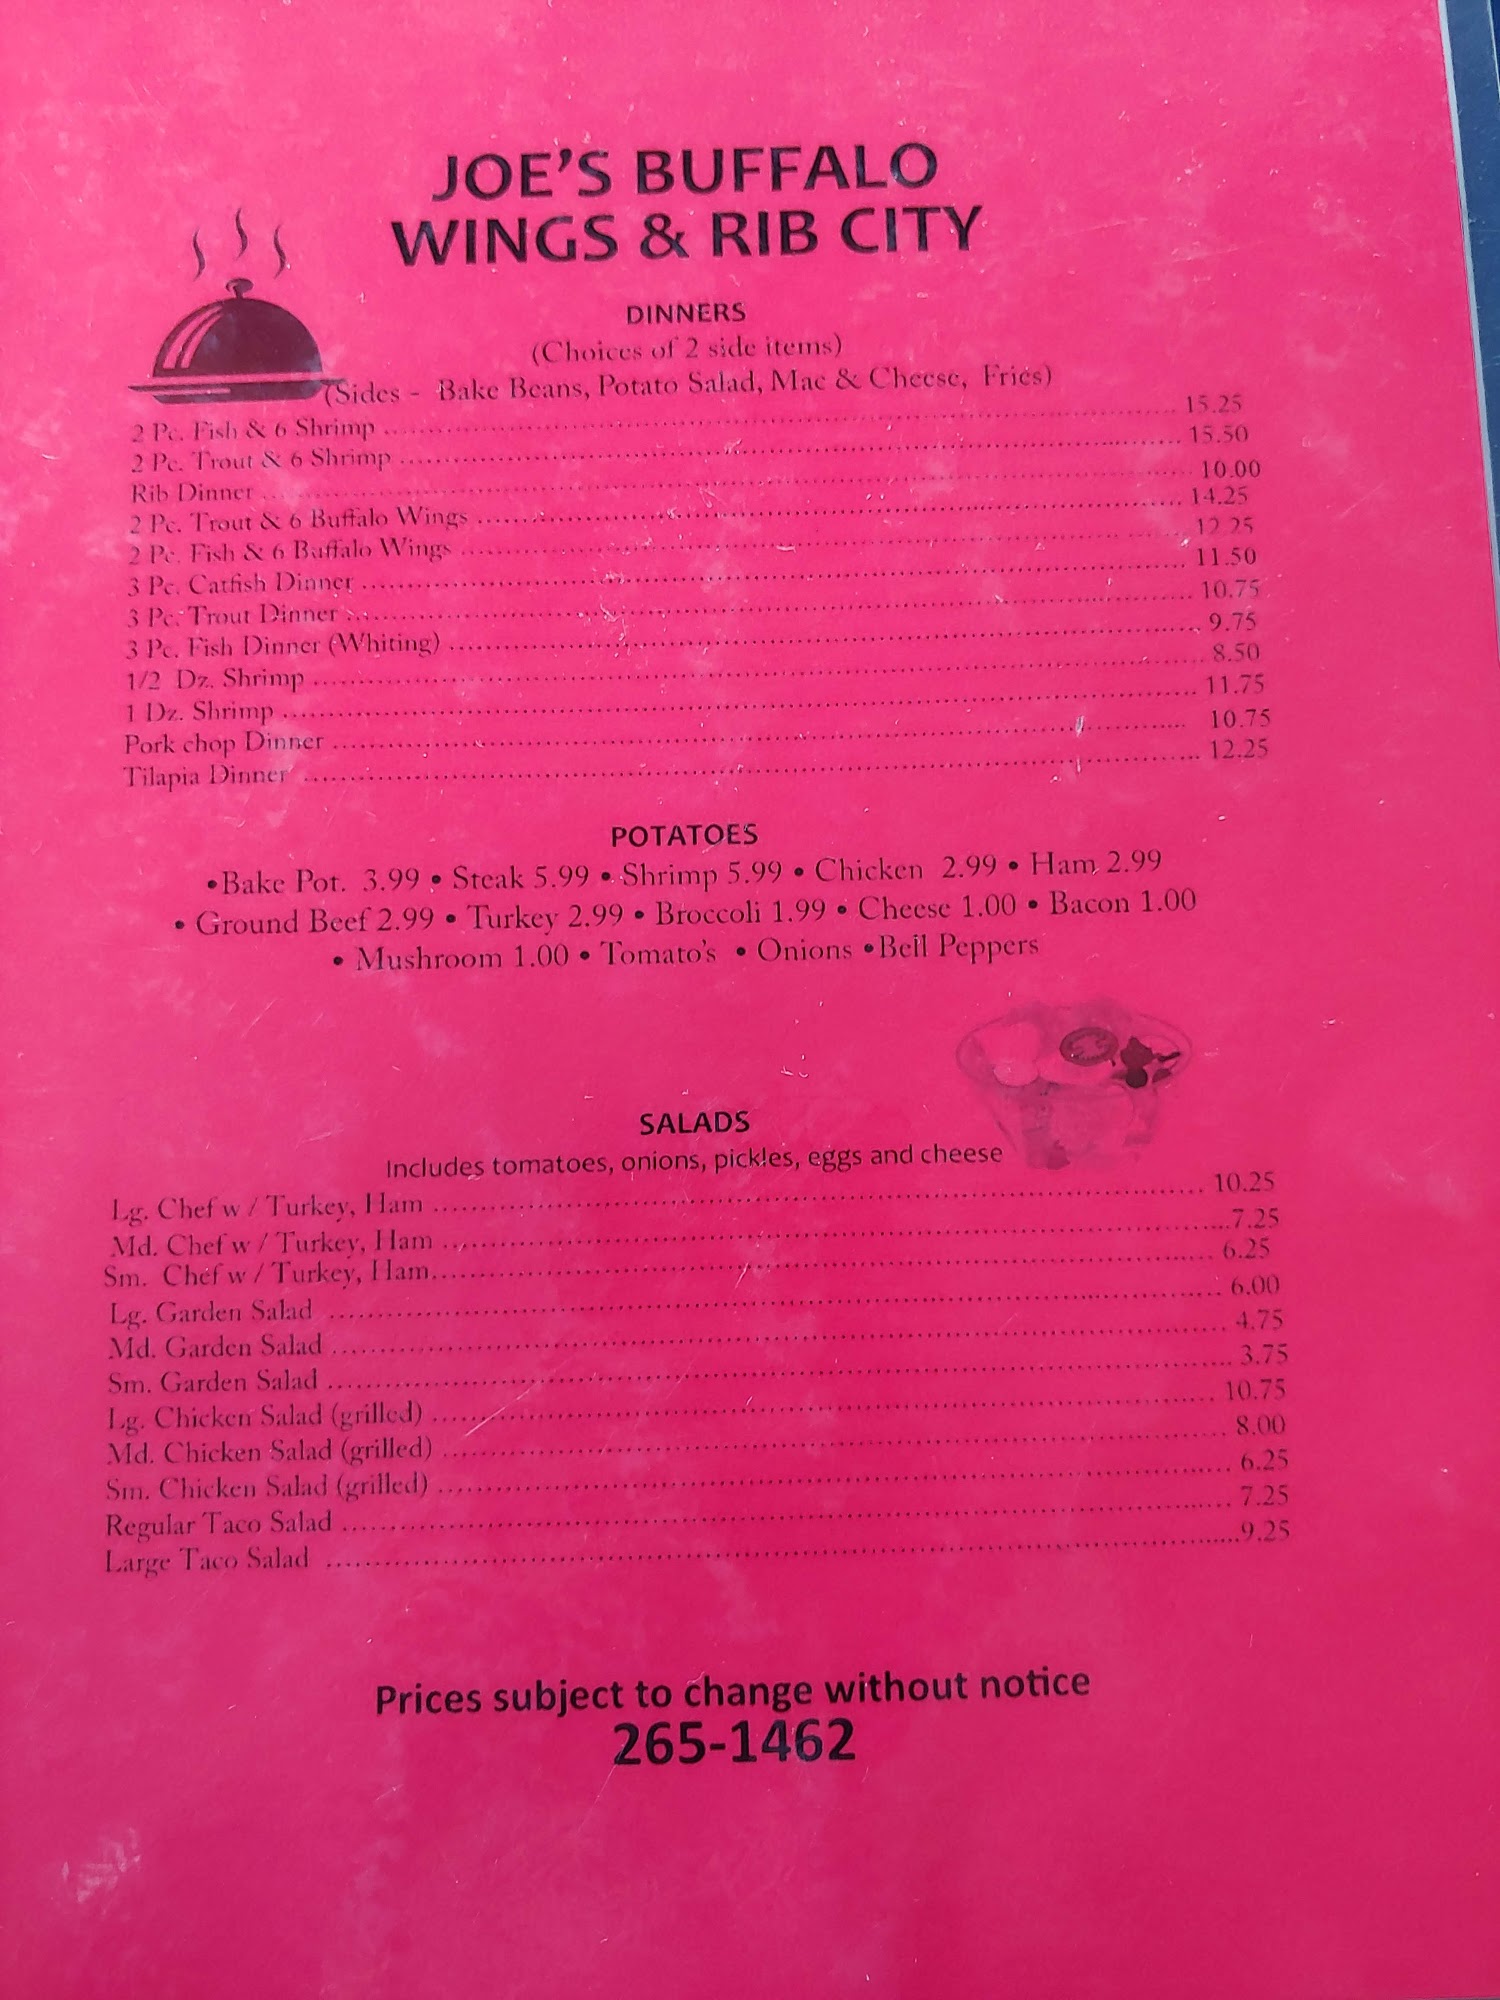 JOE'S BUFFALO
WINGS & RIB CITY
DINNERS
(Choices of 2 side items)
(Sides - Bake Beans, Potato Salad, Mac & Cheese, Fries)
2 Pc. Fish & 6 Shrimp 15.25
2 Pc. Trout & 6 Shrimp 15.50
Rib Dinner 10.00
2 Pc. Trout & 6 Buffalo Wings 14.25
2 Pc. Fish & 6 Buffalo Wings 12.25
3 Pc. Catfish Dinner 11.50
3 Pc. Trout Dinner 10.75
3 Pc. Fish Dinner (Whiting) 9.75
1/2 Dz. Shrimp 8.50
1 Dz. Shrimp 11.75
Pork chop Dinner 10.75
Tilapia Dinner 12.25
POTATOES
•Bake Pot. 3.99 • Steak 5.99 • Shrimp 5.99 • Chicken 2.99 • Ham 2.99
• Ground Beef 2.99 • Turkey 2.99 • Broccoli 1.99 • Cheese 1.00 • Bacon 1.00
• Mushroom 1.00 • Tomato's • Onions •Bell Peppers
SALADS
Includes tomatoes, onions, pickles, eggs and cheese
Lg. Chef w / Turkey, Ham 10.25
Md. Chef w / Turkey, Ham 7.25
Sm. Chef w / Turkey, Ham 6.25
Lg. Garden Salad 6.00
Md. Garden Salad 4.75
Sm. Garden Salad 3.75
Lg. Chicken Salad (grilled) 10.75
Md. Chicken Salad (grilled) 8.00
Sm. Chicken Salad (grilled) 6.25
Regular Taco Salad 7.25
Large Taco Salad 9.25
Prices subject to change without notice
265-1462